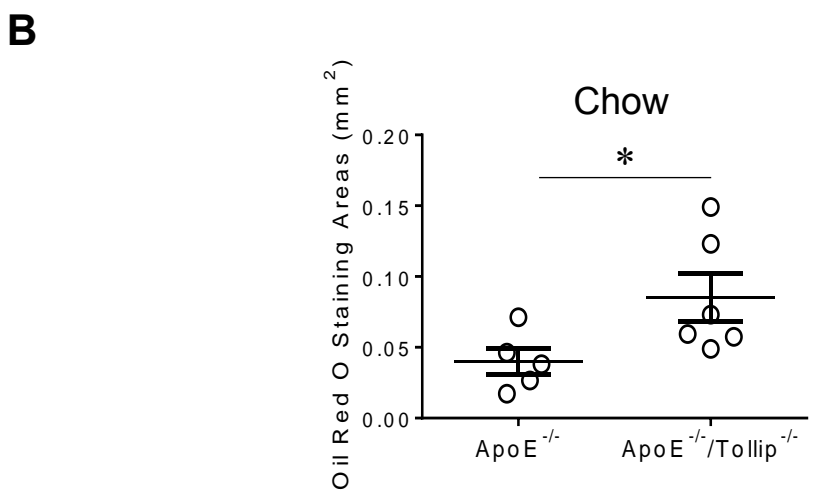 B
Chow
Oil Red O Staining Areas (mm²)
0.20
*
0.15
0.10
0.05
0.00
ApoE⁻/⁻
ApoE⁻/⁻/Tollip⁻/⁻